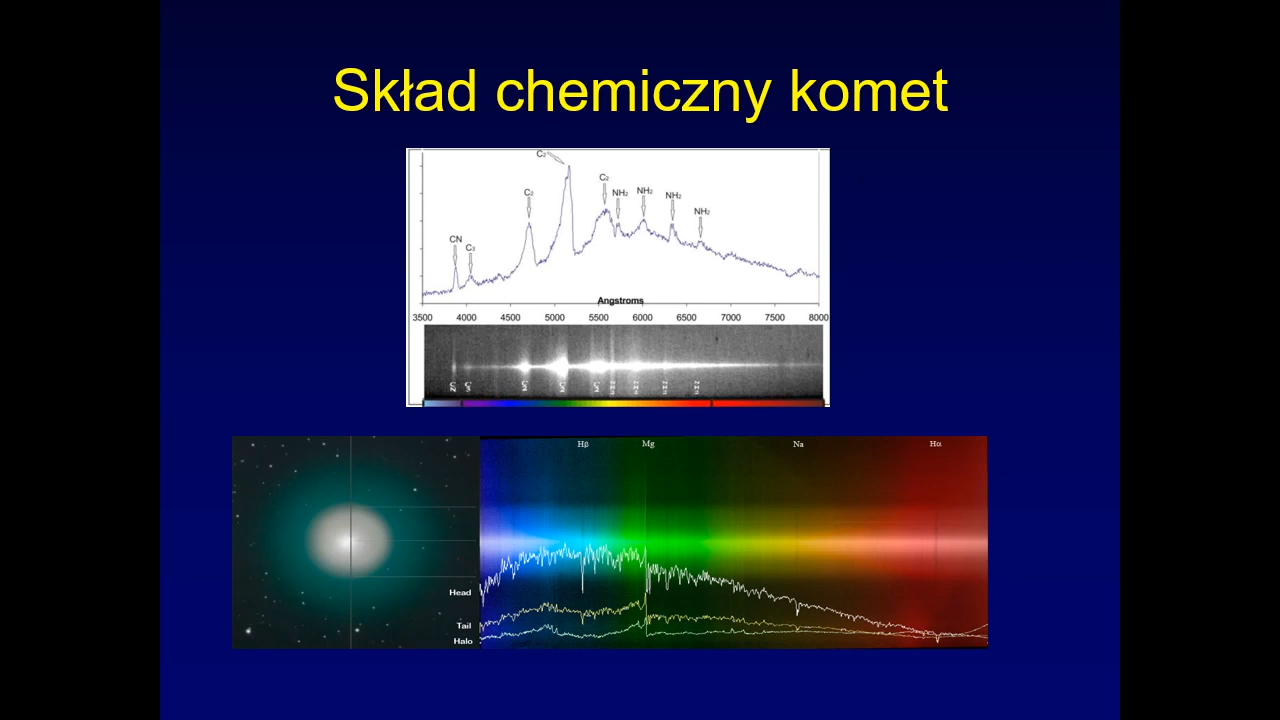 Skład chemiczny komet
C₂
C₂
C₂
NH₂
NH₂
NH₂
NH₂
CN
C₃
Angstroms
3500 4000 4500 5000 5500 6000 6500 7000 7500 8000
Hβ Mg Na Hα
Head
Tail
Halo